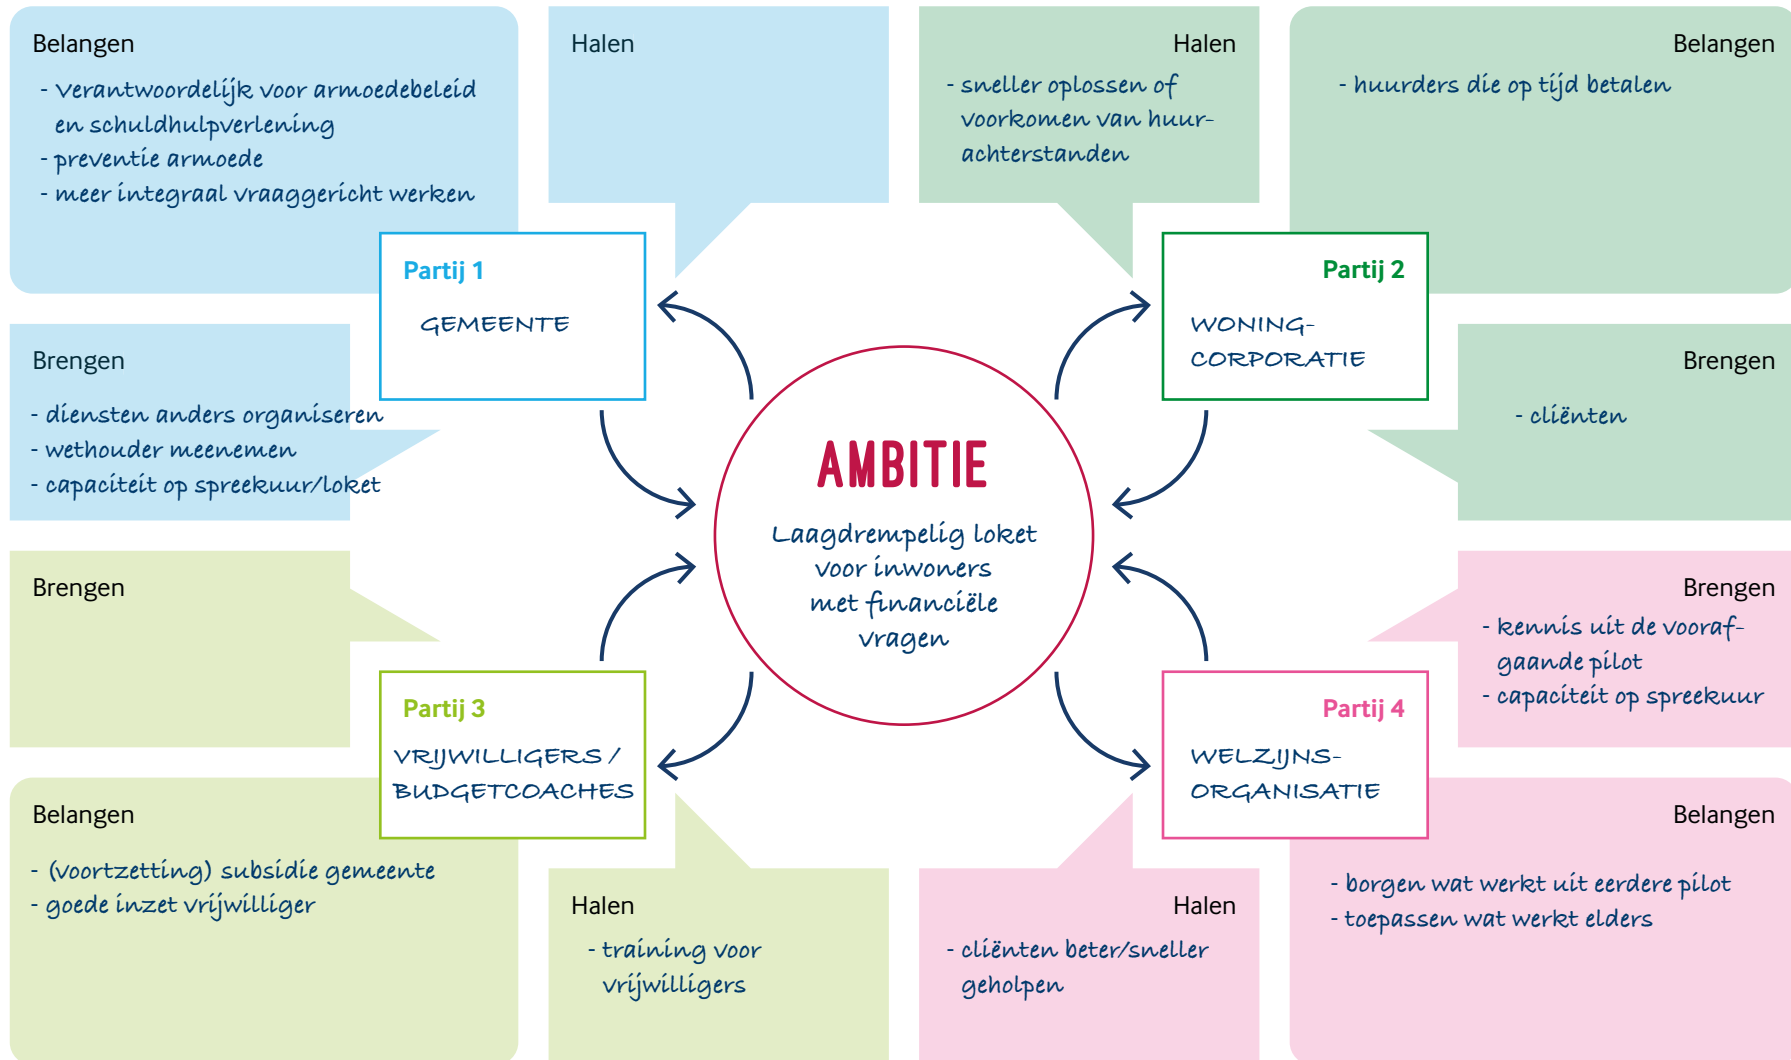 Belangen
- Verantwoordelijk voor armoedebeleid
en schuldhulpverlening
- preventie armoede
- meer integraal vraaggericht werken
Halen
Halen
- sneller oplossen of
voorkomen van huur-
achterstanden
Belangen
- huurders die op tijd betalen
Partij 1
GEMEENTE
Partij 2
WONING-
CORPORATIE
Brengen
- diensten anders organiseren
- wethouder meenemen
- capaciteit op spreekuur/loket
Brengen
- cliënten
AMBITIE
Laagdrempelig loket
voor inwoners
met financiële
vragen
Brengen
Brengen
- kennis uit de vooraf-
gaande pilot
- capaciteit op spreekuur
Partij 3
VRIJWILLIGERS /
BUDGETCOACHES
Partij 4
WELZIJNS-
ORGANISATIE
Belangen
- (voortzetting) subsidie gemeente
- goede inzet vrijwilliger
Halen
- training voor
vrijwilligers
Halen
- cliënten beter/sneller
geholpen
Belangen
- borgen wat werkt uit eerdere pilot
- toepassen wat werkt elders